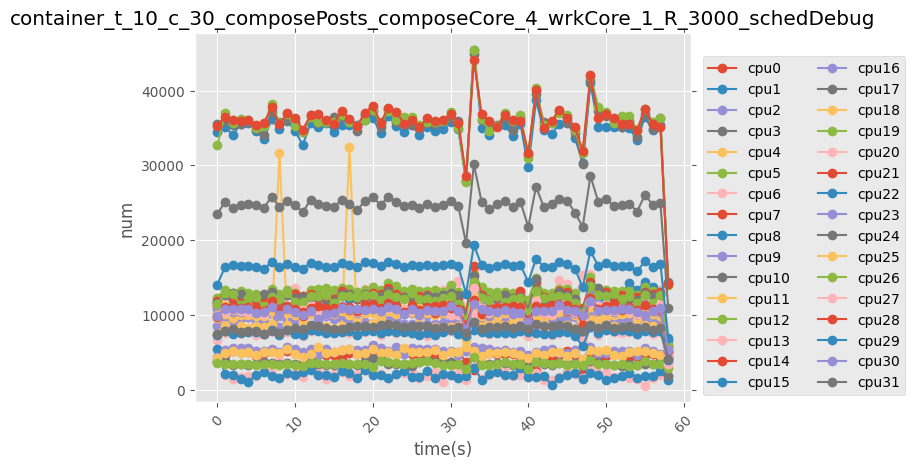 container_t_10_c_30_composePosts_composeCore_4_wrkCore_1_R_3000_schedDebug
40000
30000
20000
10000
0
num
0 10 20 30 40 50 60
time(s)
cpu0 cpu16
cpu1 cpu17
cpu2 cpu18
cpu3 cpu19
cpu4 cpu20
cpu5 cpu21
cpu6 cpu22
cpu7 cpu23
cpu8 cpu24
cpu9 cpu25
cpu10 cpu26
cpu11 cpu27
cpu12 cpu28
cpu13 cpu29
cpu14 cpu30
cpu15 cpu31